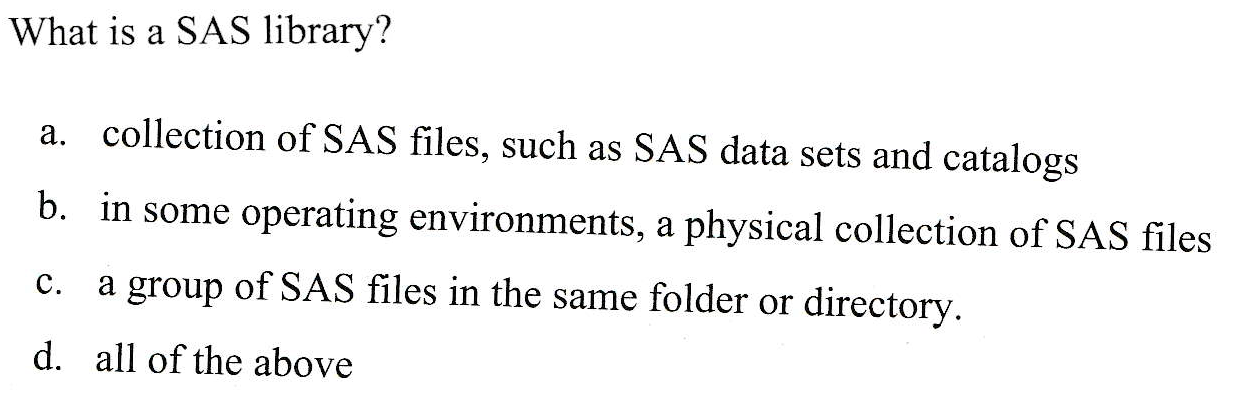 What is a SAS library?
a. collection of SAS files, such as SAS data sets and catalogs
b. in some operating environments, a physical collection of SAS files
c. a group of SAS files in the same folder or directory.
d. all of the above